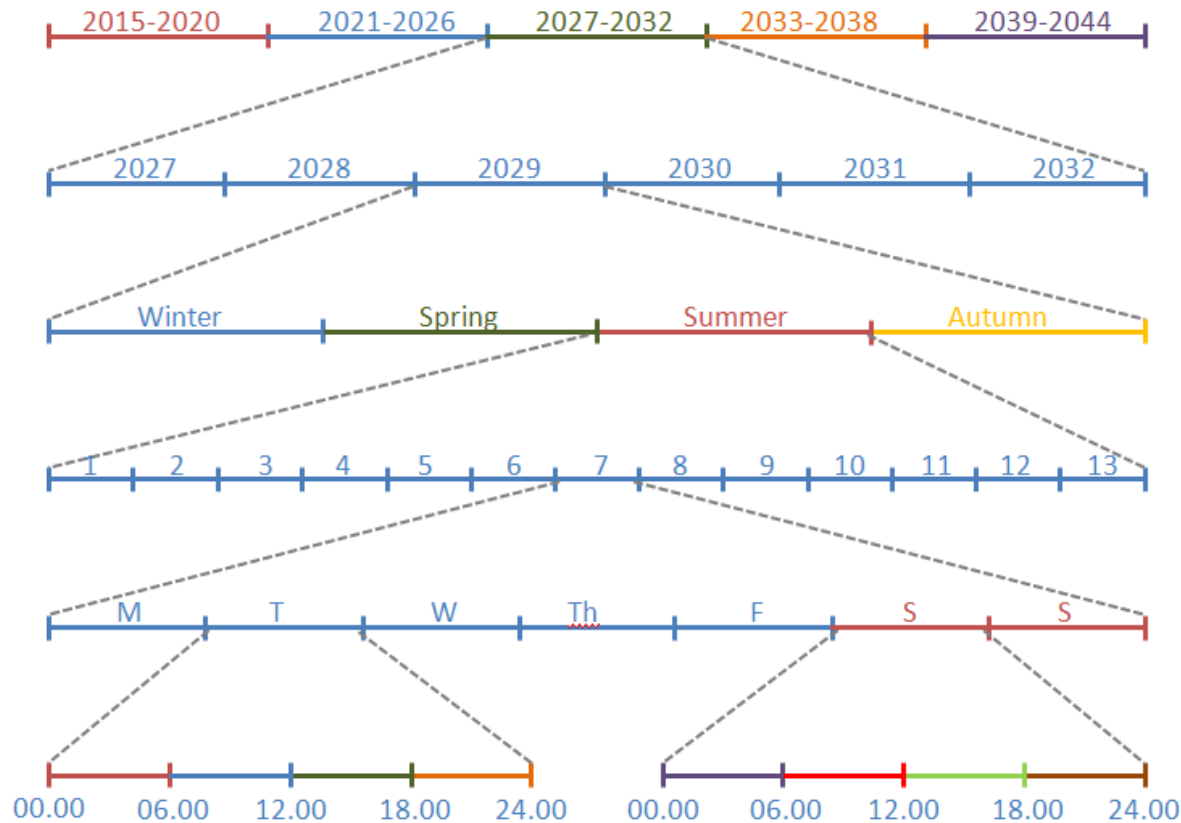 2015-2020 2021-2026 2027-2032 2033-2038 2039-2044
2027 2028 2029 2030 2031 2032
Winter Spring Summer Autumn
1 2 3 4 5 6 7 8 9 10 11 12 13
M T W Th F S S
00.00 06.00 12.00 18.00 24.00 00.00 06.00 12.00 18.00 24.00